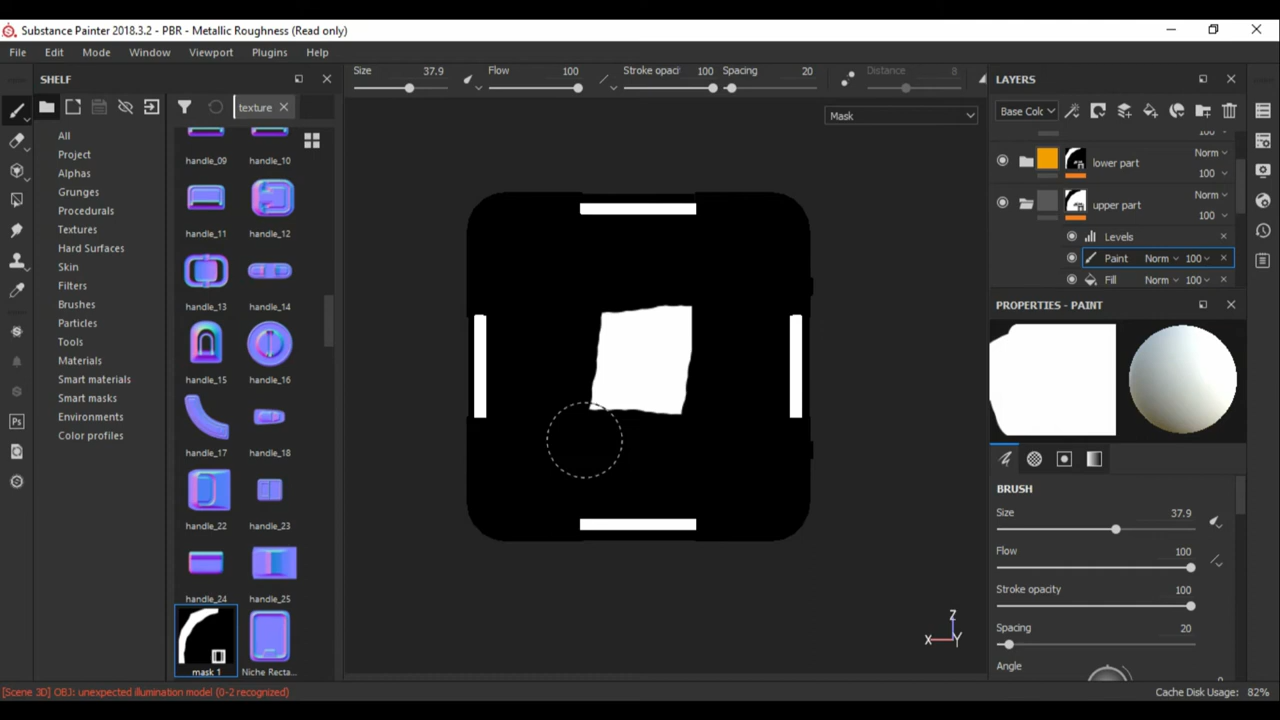 Substance Painter 2018.3.2 - PBR - Metallic Roughness (Read only)
File Edit Mode Window Viewport Plugins Help
SHELF
Size 37.9 Flow 100 Stroke opaci 100 Spacing 20 Distance 8
LAYERS
texture
Mask
Base Colo
100
All
Project
Alphas
Grunges
Procedurals
Textures
Hard Surfaces
Skin
Filters
Brushes
Particles
Tools
Materials
Smart materials
Smart masks
Environments
Color profiles
handle_09 handle_10
handle_11 handle_12
handle_13 handle_14
handle_15 handle_16
handle_17 handle_18
handle_22 handle_23
handle_24 handle_25
mask 1 Niche Recta...
lower part Norm
100
upper part Norm
100
Levels
Paint Norm 100
Fill Norm 100
PROPERTIES - PAINT
BRUSH
Size 37.9
Flow 100
Stroke opacity 100
Spacing 20
Angle
Z
X Y
Ps
[Scene 3D] OBJ: unexpected illumination model (0-2 recognized)
Cache Disk Usage: 82%